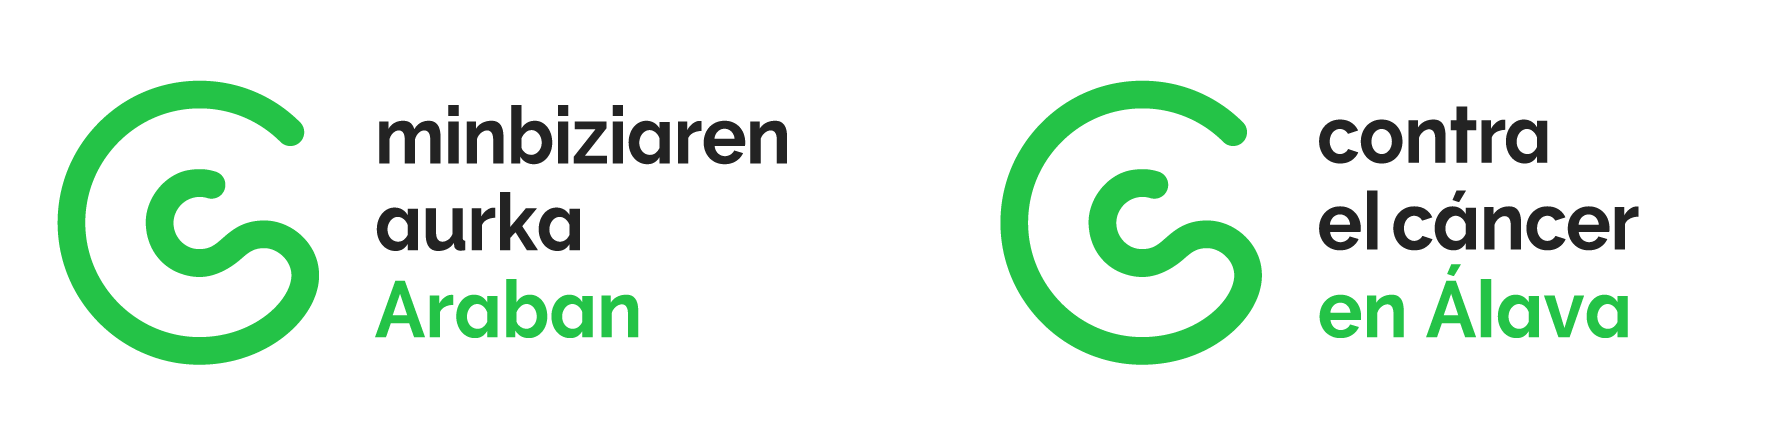 minbiziaren
aurka
Araban
contra
el cáncer
en Álava